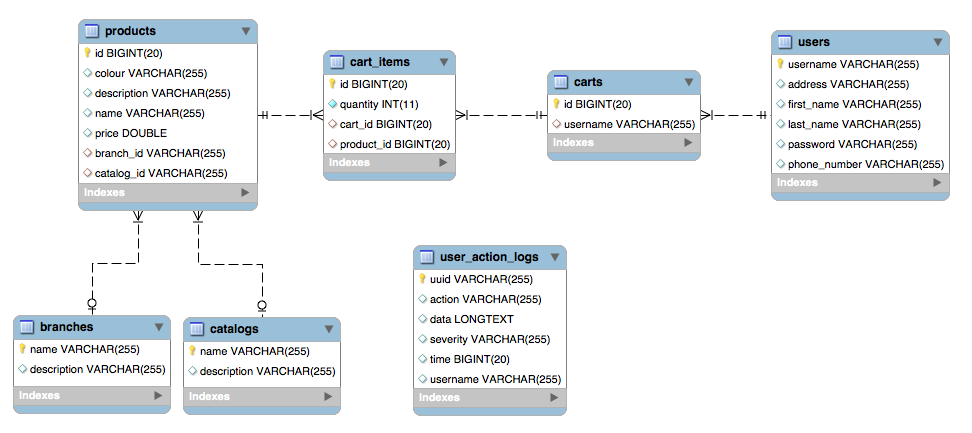 products
id BIGINT(20)
colour VARCHAR(255)
description VARCHAR(255)
name VARCHAR(255)
price DOUBLE
branch_id VARCHAR(255)
catalog_id VARCHAR(255)
Indexes
cart_items
id BIGINT(20)
quantity INT(11)
cart_id BIGINT(20)
product_id BIGINT(20)
Indexes
carts
id BIGINT(20)
username VARCHAR(255)
Indexes
users
username VARCHAR(255)
address VARCHAR(255)
first_name VARCHAR(255)
last_name VARCHAR(255)
password VARCHAR(255)
phone_number VARCHAR(255)
Indexes
branches
name VARCHAR(255)
description VARCHAR(255)
Indexes
catalogs
name VARCHAR(255)
description VARCHAR(255)
Indexes
user_action_logs
uuid VARCHAR(255)
action VARCHAR(255)
data LONGTEXT
severity VARCHAR(255)
time BIGINT(20)
username VARCHAR(255)
Indexes